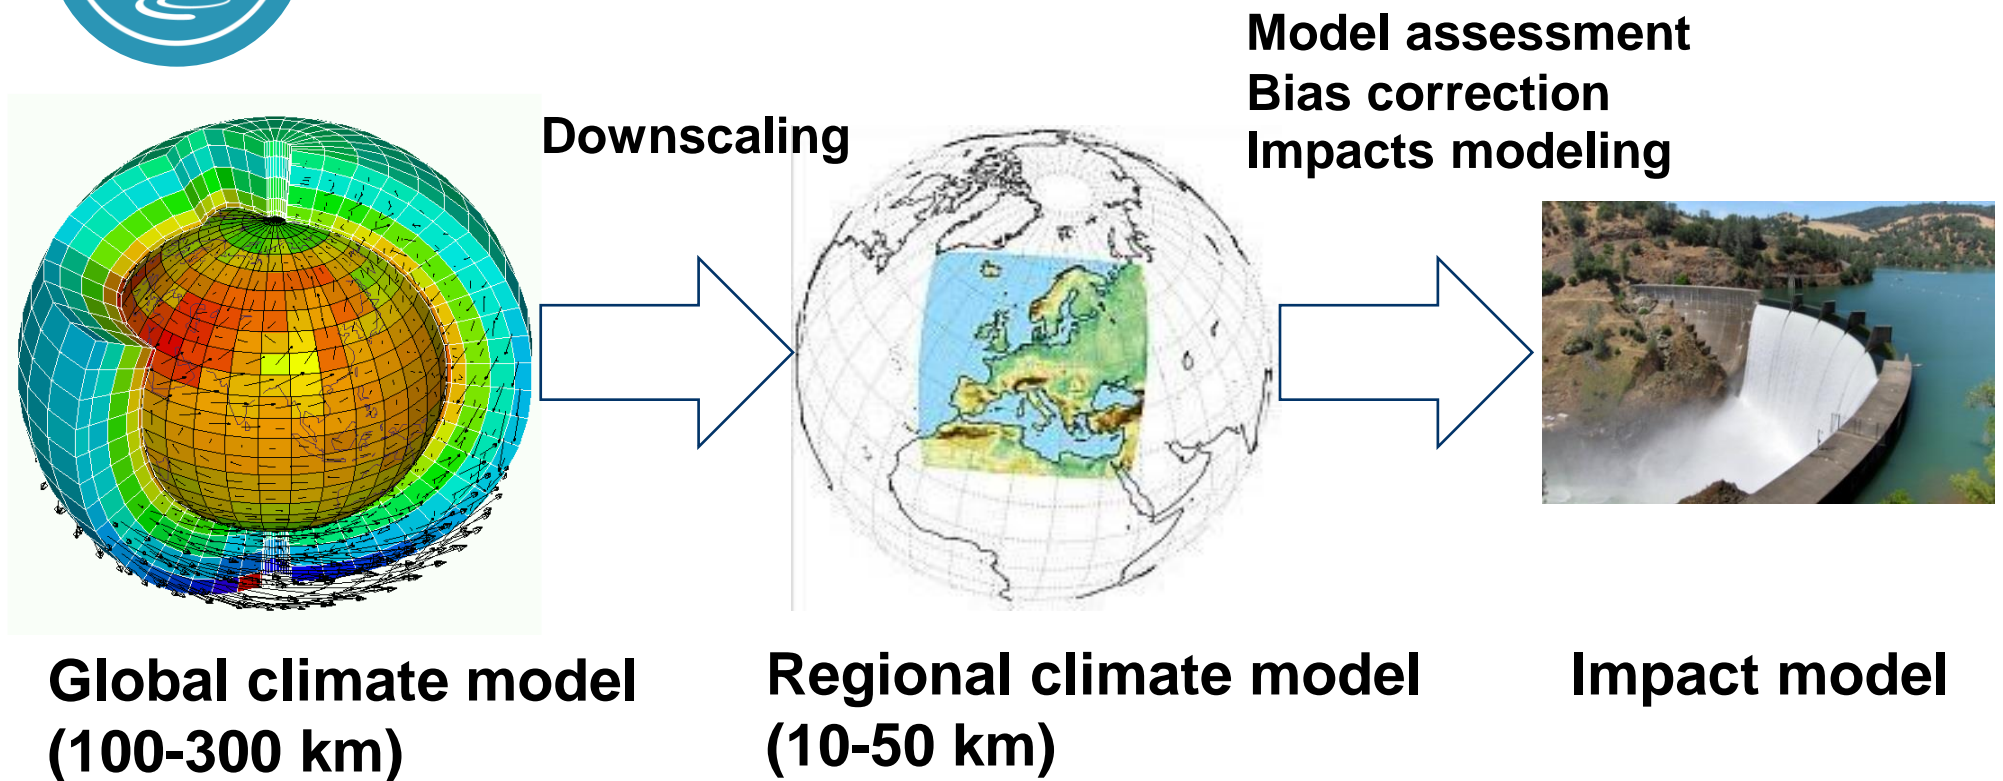 Model assessment
Bias correction
Impacts modeling
Downscaling
Global climate model
(100-300 km)
Regional climate model
(10-50 km)
Impact model